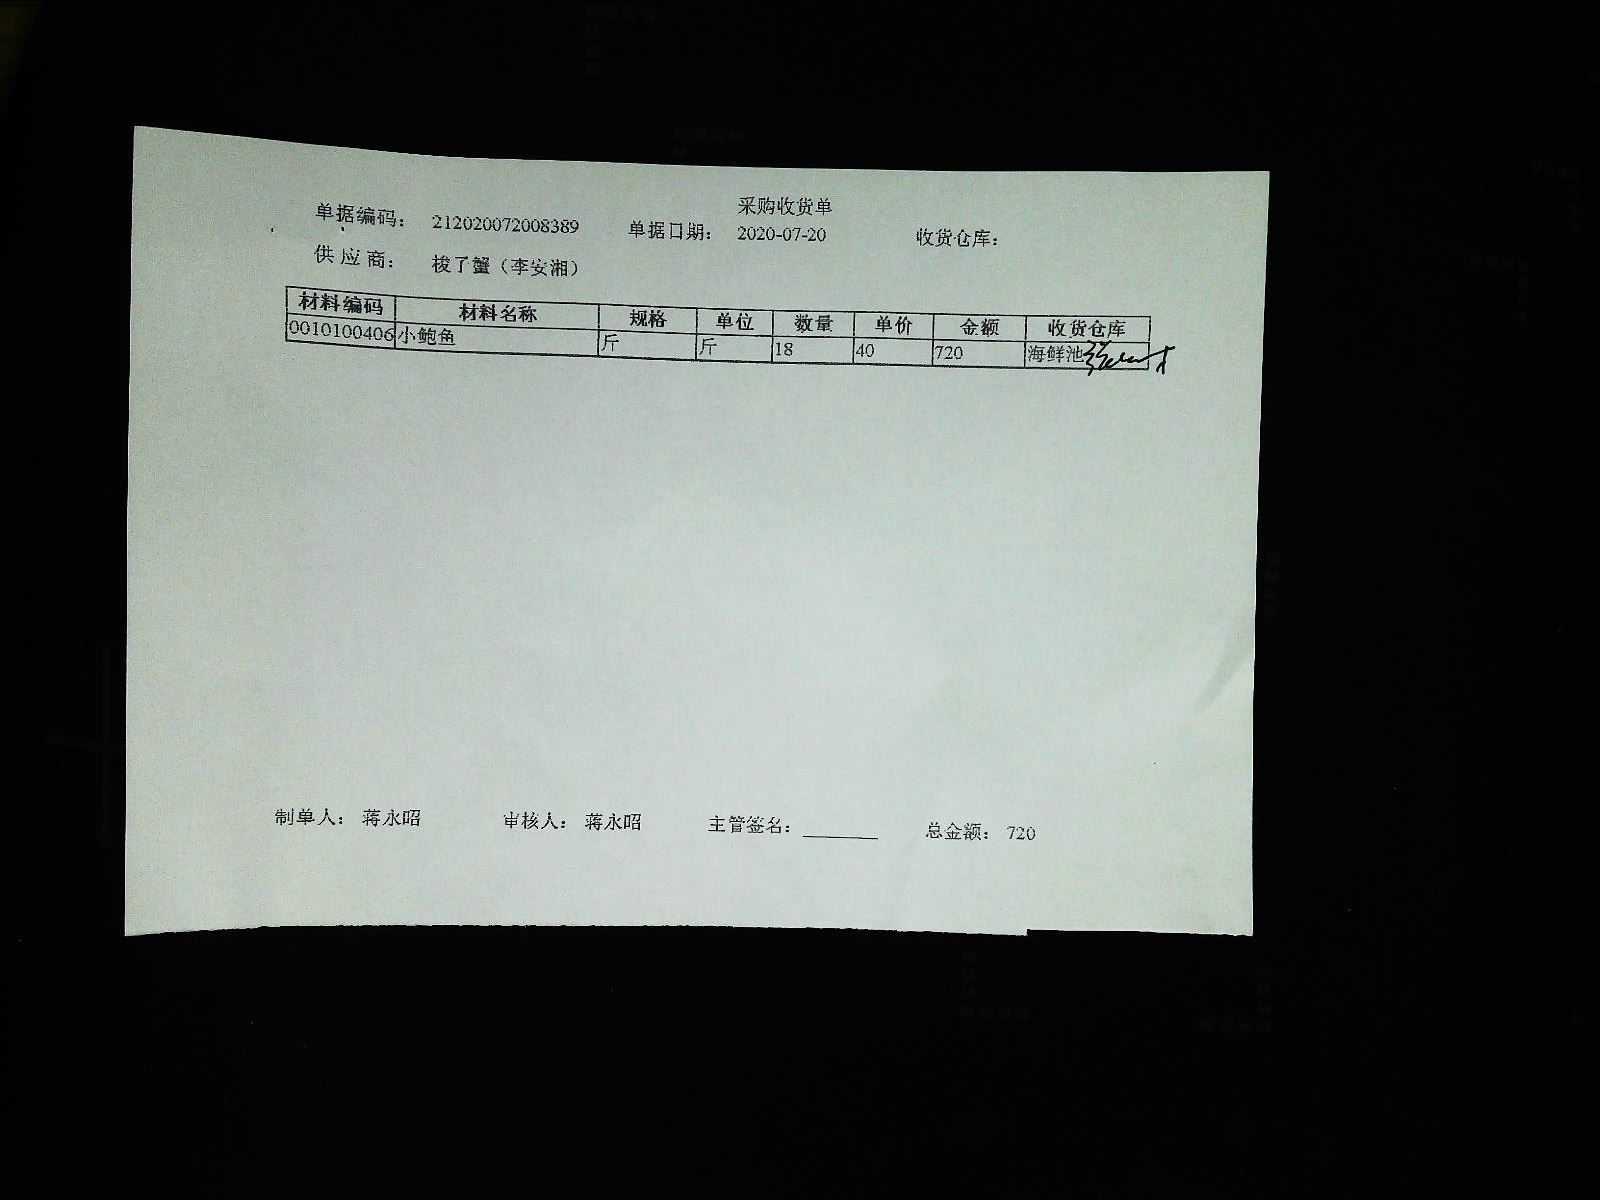 采购收货单
单据编码： 212020072008389 单据日期： 2020-07-20 收货仓库：
供 应 商： 梭了蟹（李安湘）
材料编码 材料名称 规格 单位 数量 单价 金额 收货仓库
0010100406 小鲍鱼 斤 斤 18 40 720 海鲜池
制单人： 蒋永昭 审核人： 蒋永昭 主管签名： 总金额： 720